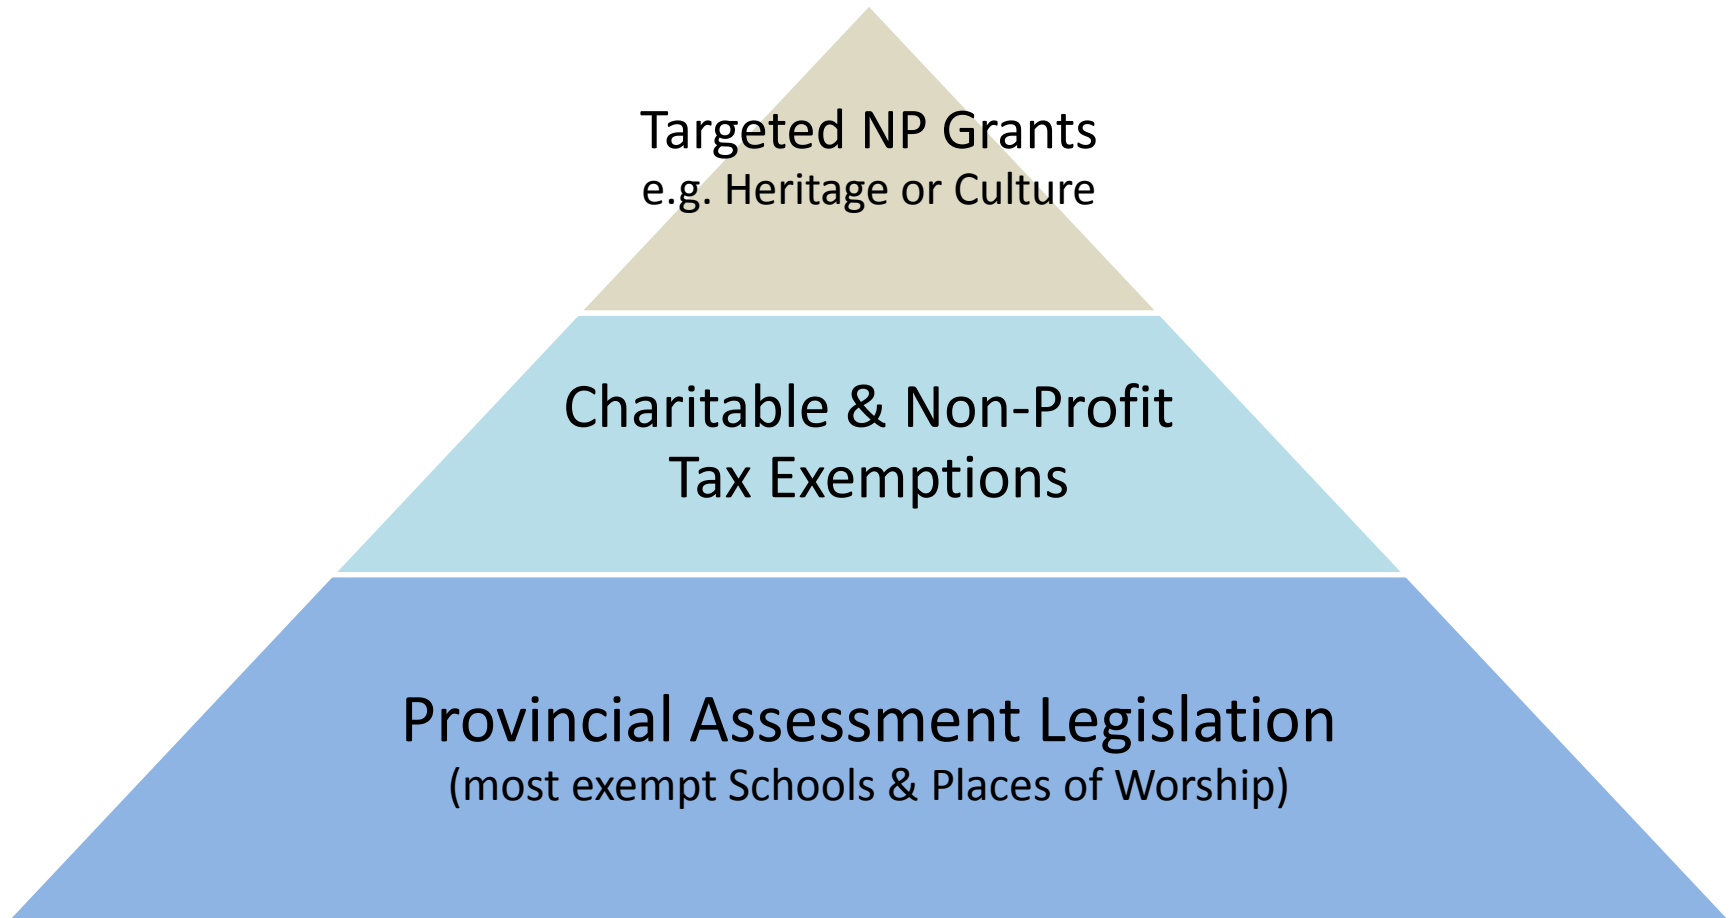 Targeted NP Grants
e.g. Heritage or Culture
Charitable & Non-Profit
Tax Exemptions
Provincial Assessment Legislation
(most exempt Schools & Places of Worship)